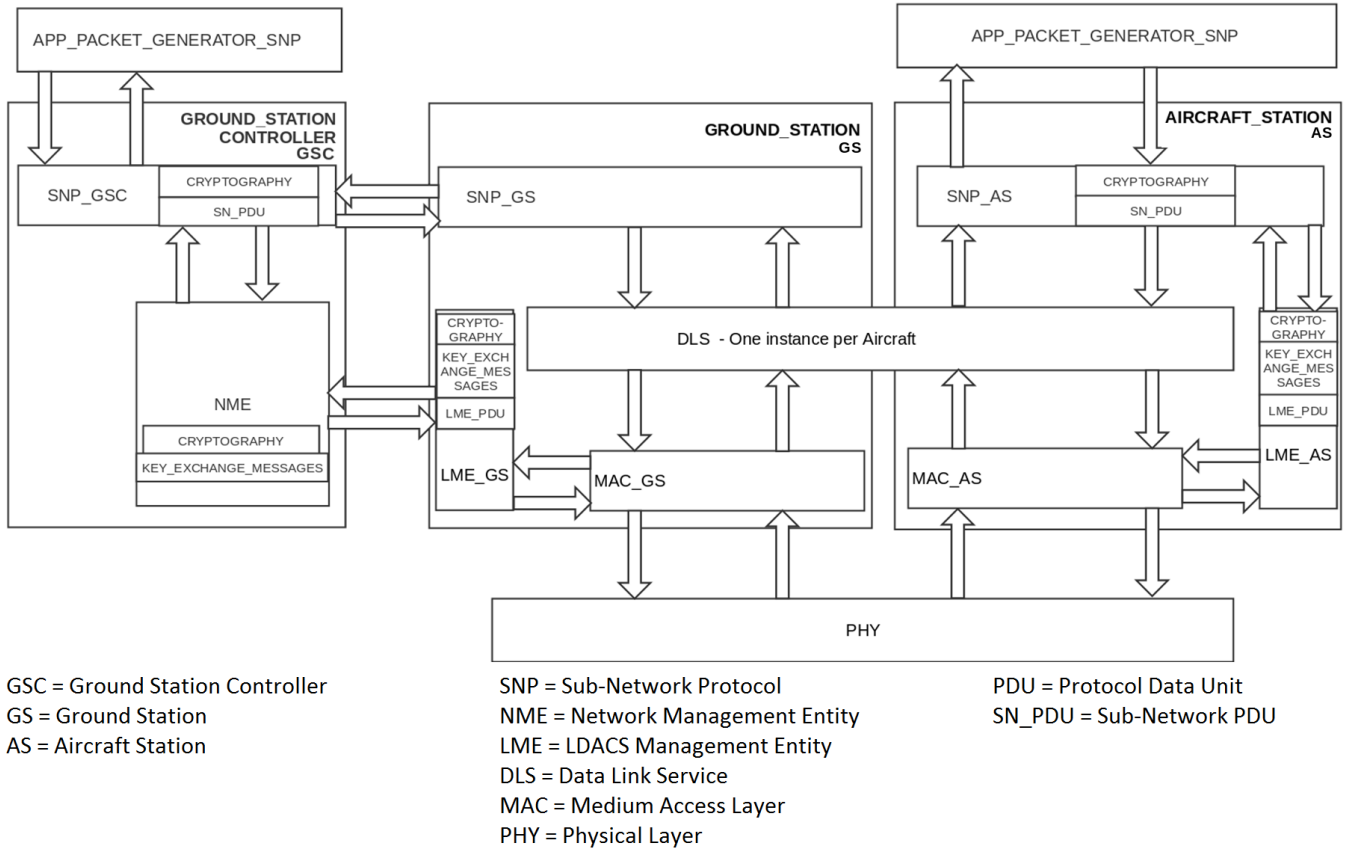 APP_PACKET_GENERATOR_SNP
APP_PACKET_GENERATOR_SNP
GROUND_STATION
CONTROLLER
GSC
SNP_GSC
CRYPTOGRAPHY
SN_PDU
NME
CRYPTOGRAPHY
KEY_EXCHANGE_MESSAGES
GROUND_STATION
GS
SNP_GS
DLS - One instance per Aircraft
CRYPTO-
GRAPHY
KEY_EXCH
ANGE_MES
SAGES
LME_PDU
LME_GS
MAC_GS
AIRCRAFT_STATION
AS
SNP_AS
CRYPTOGRAPHY
SN_PDU
CRYPTO-
GRAPHY
KEY_EXCH
ANGE_MES
SAGES
LME_PDU
LME_AS
MAC_AS
PHY
GSC = Ground Station Controller
GS = Ground Station
AS = Aircraft Station
SNP = Sub-Network Protocol
NME = Network Management Entity
LME = LDACS Management Entity
DLS = Data Link Service
MAC = Medium Access Layer
PHY = Physical Layer
PDU = Protocol Data Unit
SN_PDU = Sub-Network PDU